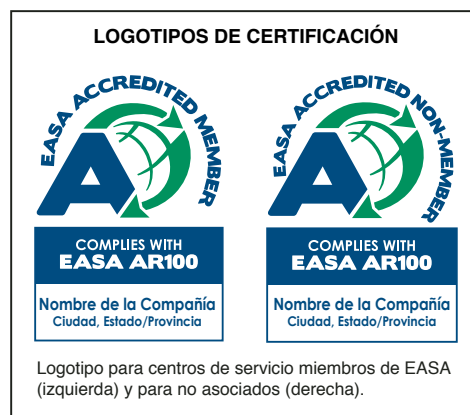 LOGOTIPOS DE CERTIFICACIÓN
EASA ACCREDITED MEMBER
COMPLIES WITH
EASA AR100
Nombre de la Compañía
Ciudad, Estado/Provincia
EASA ACCREDITED NON-MEMBER
COMPLIES WITH
EASA AR100
Nombre de la Compañía
Ciudad, Estado/Provincia
Logotipo para centros de servicio miembros de EASA
(izquierda) y para no asociados (derecha).